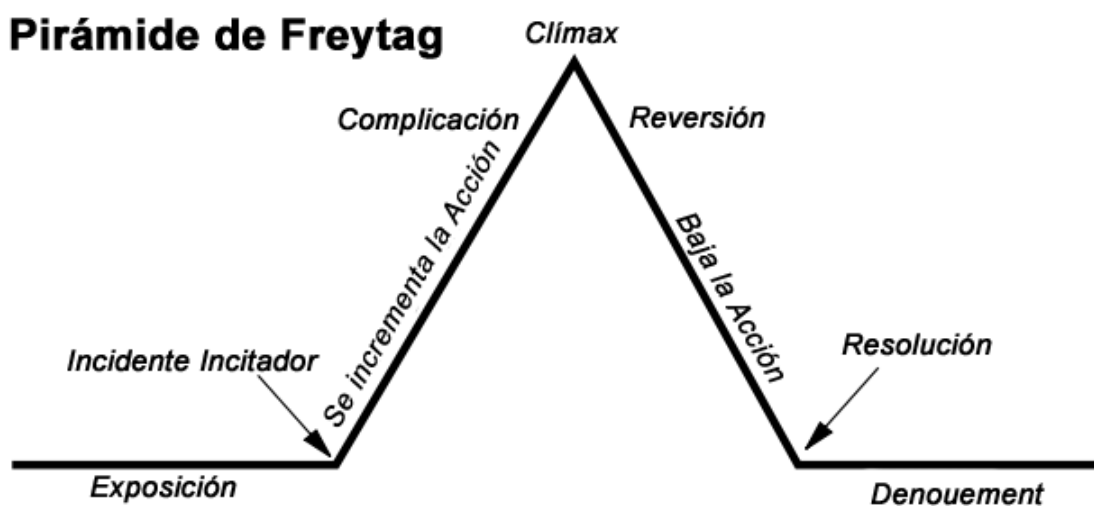 Pirámide de Freytag
Clímax
Complicación
Reversión
Se incrementa la Acción
Baja la Acción
Incidente Incitador
Resolución
Exposición
Denouement